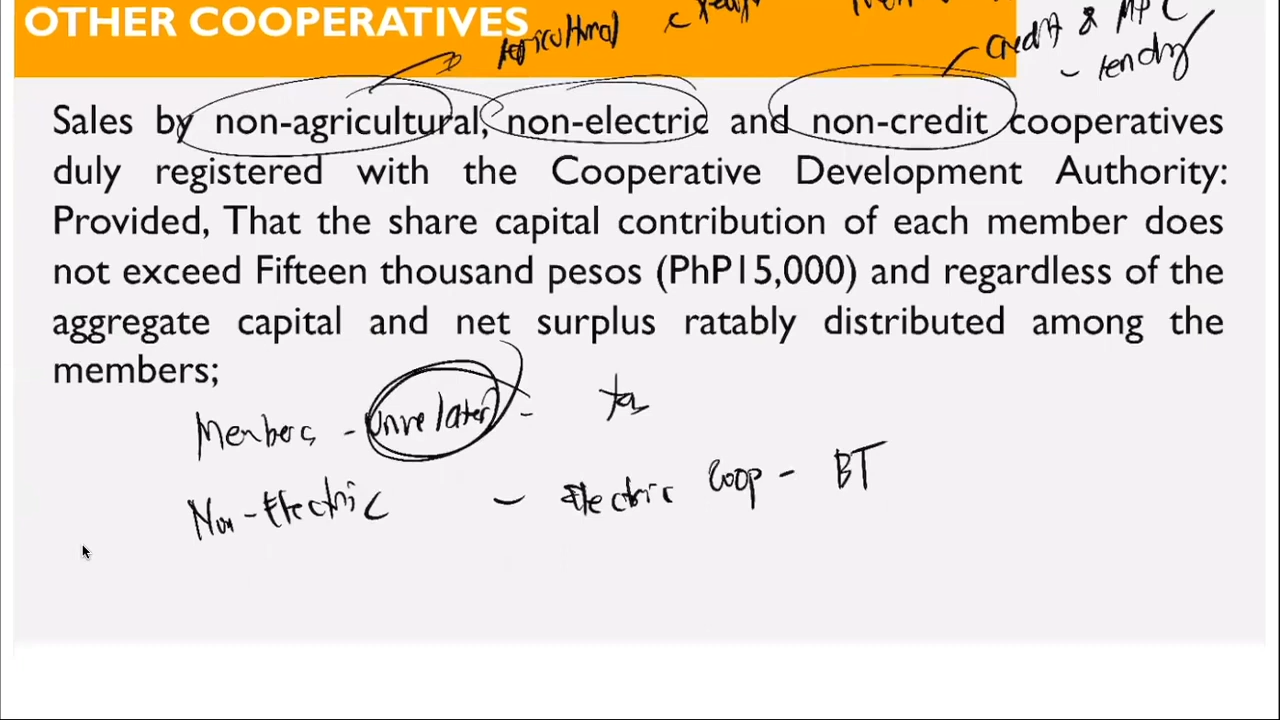 OTHER COOPERATIVES
Agricultural
Credit & MPC
- lending
Sales by non-agricultural, non-electric and non-credit cooperatives
duly registered with the Cooperative Development Authority:
Provided, That the share capital contribution of each member does
not exceed Fifteen thousand pesos (PhP15,000) and regardless of the
aggregate capital and net surplus ratably distributed among the
members;
Members -
Non-Electric - Electric Coop - BT